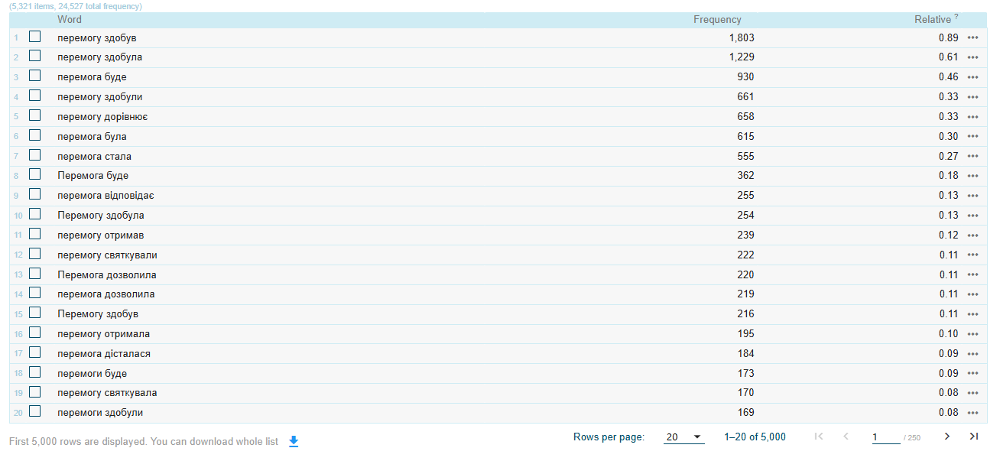 (5,321 items, 24,527 total frequency)
Word Frequency Relative ?
1 перемогу здобув 1,803 0.89 •••
2 перемогу здобула 1,229 0.61 •••
3 перемога буде 930 0.46 •••
4 перемогу здобули 661 0.33 •••
5 перемогу дорівнює 658 0.33 •••
6 перемога була 615 0.30 •••
7 перемога стала 555 0.27 •••
8 Перемога буде 362 0.18 •••
9 перемога відповідає 255 0.13 •••
10 Перемогу здобула 254 0.13 •••
11 перемогу отримав 239 0.12 •••
12 перемогу святкували 222 0.11 •••
13 Перемога дозволила 220 0.11 •••
14 перемога дозволила 219 0.11 •••
15 Перемогу здобув 216 0.11 •••
16 перемогу отримала 195 0.10 •••
17 перемога дісталася 184 0.09 •••
18 перемоги буде 173 0.09 •••
19 перемогу святкувала 170 0.08 •••
20 перемоги здобули 169 0.08 •••
First 5,000 rows are displayed. You can download whole list Rows per page: 20 1–20 of 5,000 1 / 250